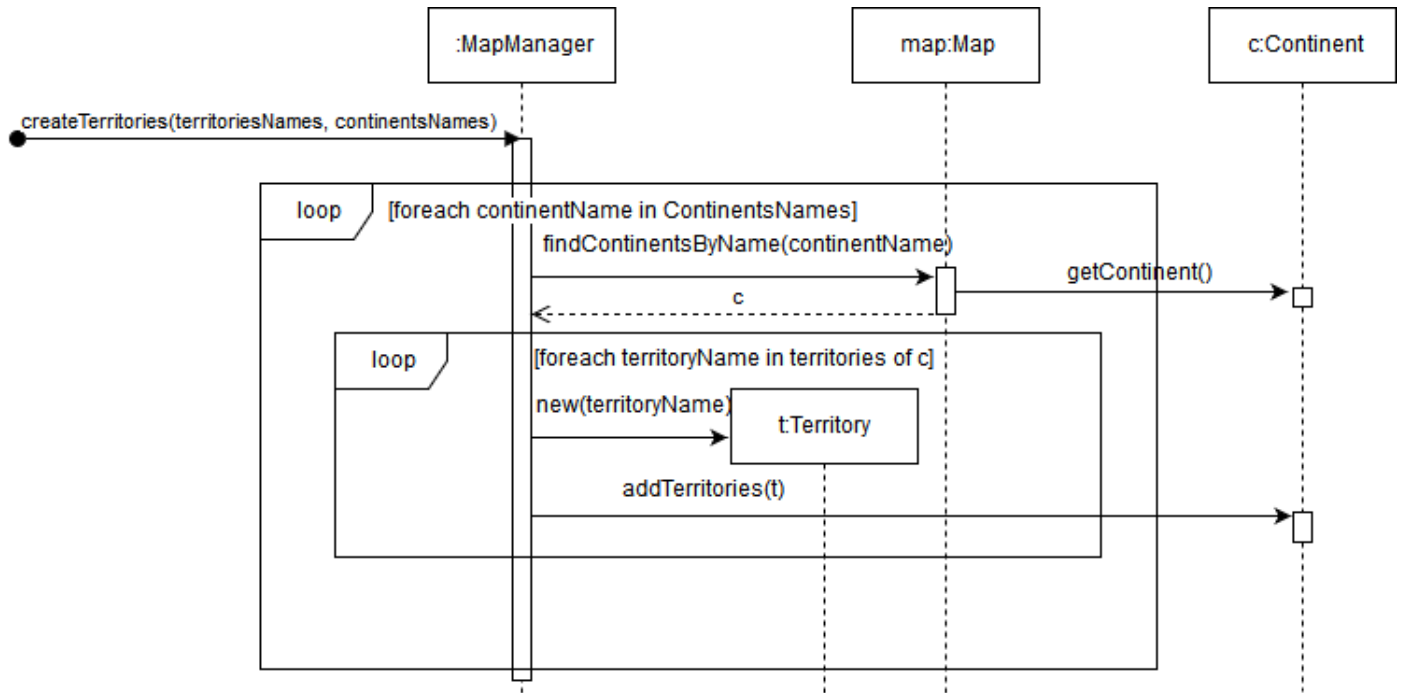 :MapManager
map:Map
c:Continent
createTerritories(territoriesNames, continentsNames)
loop
[foreach continentName in ContinentsNames]
findContinentsByName(continentName)
getContinent()
c
loop
[foreach territoryName in territories of c]
new(territoryName)
t:Territory
addTerritories(t)